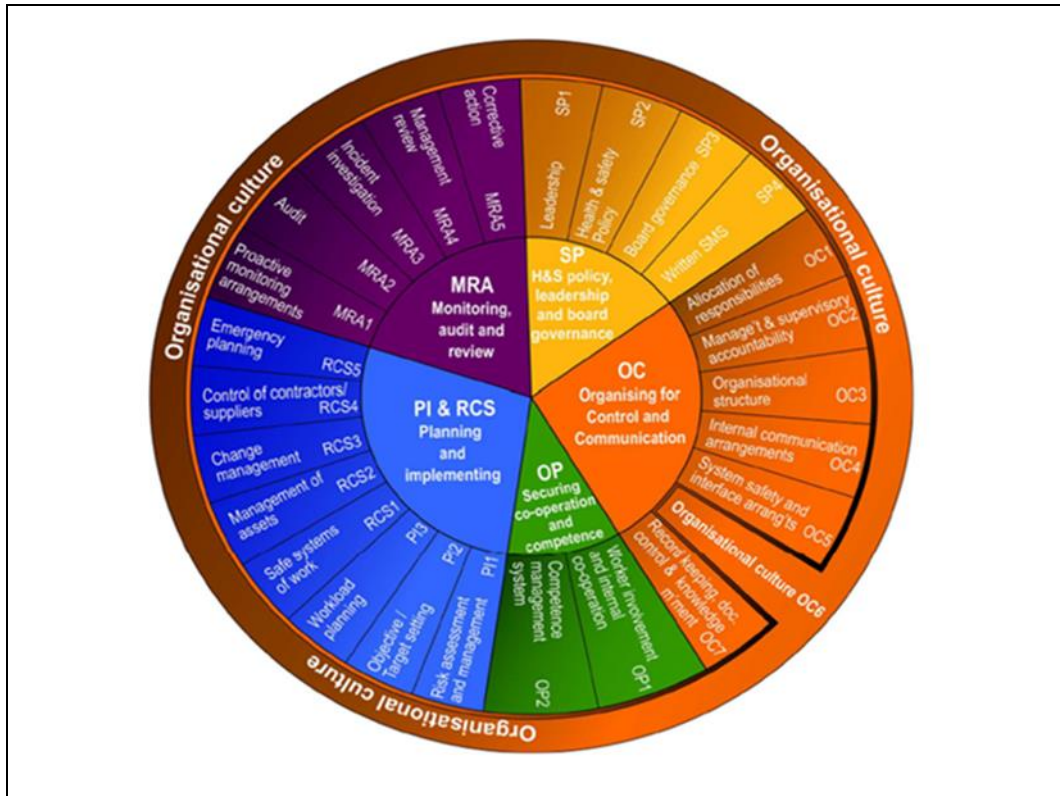 Organisational culture
Organisational culture
Organisational culture
SP
H&S policy,
leadership
and board
governance
SP1
Leadership
SP2
Health & safety
Policy
SP3
Board governance
SP4
Written SMS
OC
Organising for
Control and
Communication
Allocation of
responsibilities
OC1
Manage't & supervisory
accountability
OC2
Organisational
structure
OC3
Internal communication
arrangements
OC4
System safety and
interface arrang'ts
OC5
Organisational culture OC6
Record keeping, doc.
control & knowledge
m'ment
OC7
OP
Securing
co-operation and
competence
Worker involvement
and internal
co-operation
OP1
Competence
management
system
OP2
PI & RCS
Planning
and
implementing
PI1
Risk assessment
and management
PI2
Objective /
Target setting
PI3
Workload
planning
RCS1
Safe systems
of work
RCS2
Management of
assets
RCS3
Change
management
Control of contractors/
suppliers
RCS4
Emergency
planning
RCS5
MRA
Monitoring,
audit and
review
Proactive
monitoring
arrangements
MRA1
Audit
MRA2
Incident
investigation
MRA3
Management
review
MRA4
Corrective
action
MRA5